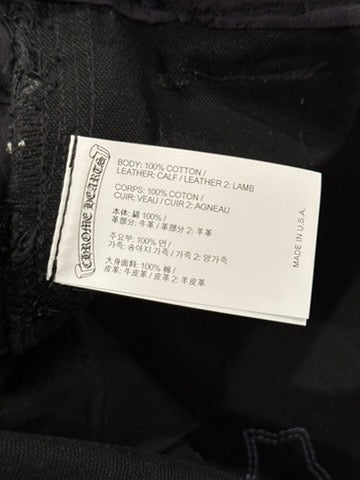 CHROME HEARTS
BODY: 100% COTTON /
LEATHER: CALF / LEATHER 2: LAMB
CORPS: 100% COTON /
CUIR: VEAU / CUIR 2: AGNEAU
本体: 綿 100% /
革部分: 牛革 / 革部分 2: 羊革
주요부: 100% 면 /
가죽: 송아지 가죽 / 가죽 2: 양가죽
大身面料: 100% 棉 /
皮革: 牛皮革 / 皮革 2: 羊皮革
MADE IN U.S.A.